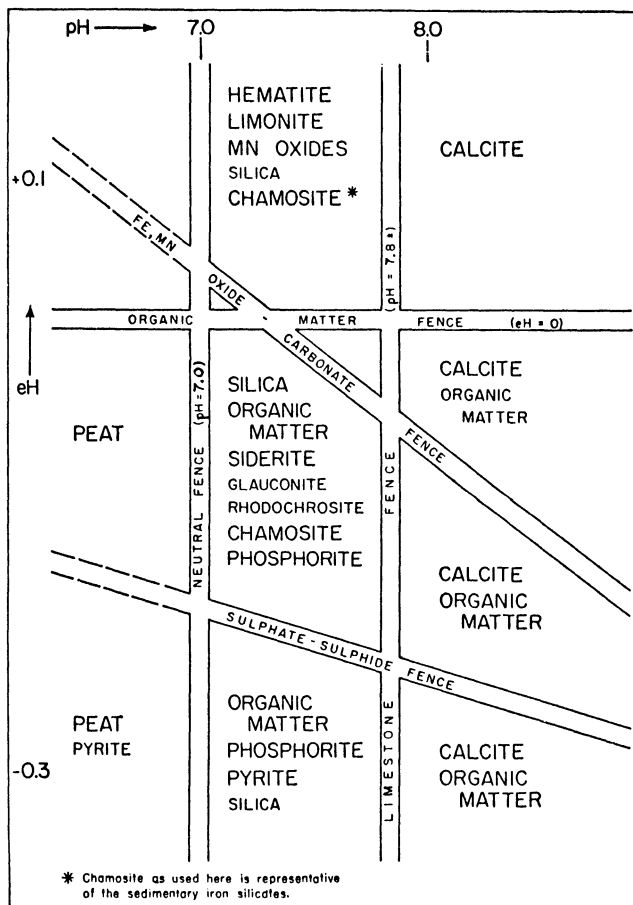 pH
7.0
8.0
HEMATITE
LIMONITE
MN OXIDES
SILICA
CHAMOSITE *
CALCITE
+0.1
FE, MN OXIDE - CARBONATE FENCE
(pH = 7.8±)
ORGANIC MATTER FENCE (eH = 0)
eH
NEUTRAL FENCE (pH = 7.0)
PEAT
SILICA
ORGANIC
MATTER
SIDERITE
GLAUCONITE
RHODOCHROSITE
CHAMOSITE
PHOSPHORITE
CALCITE
ORGANIC
MATTER
LIMESTONE FENCE
CALCITE
ORGANIC
MATTER
SULPHATE - SULPHIDE FENCE
PEAT
PYRITE
-0.3
ORGANIC
MATTER
PHOSPHORITE
PYRITE
SILICA
CALCITE
ORGANIC
MATTER
* Chamosite as used here is representative
of the sedimentary iron silicates.